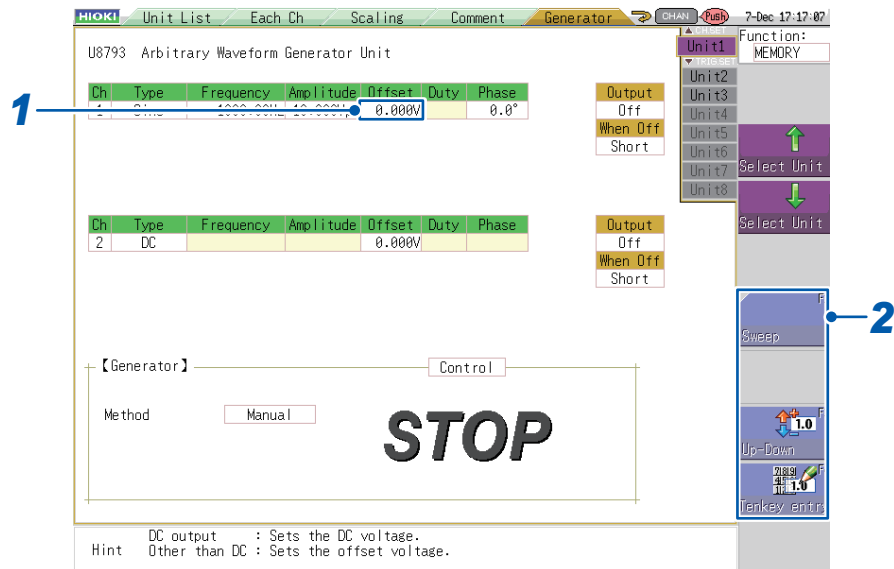 HIOKI Unit List Each Ch Scaling Comment Generator CHAN Push 7-Dec 17:17:07
▲CH.SET
Unit1
▼TRIG SET
Unit2
Unit3
Unit4
Unit5
Unit6
Unit7
Unit8
Function:
MEMORY
Select Unit
Select Unit
U8793 Arbitrary Waveform Generator Unit
Ch Type Frequency Amplitude Offset Duty Phase
1 0.000V 0.0°
Output
Off
When Off
Short
1
Ch Type Frequency Amplitude Offset Duty Phase
2 DC 0.000V
Output
Off
When Off
Short
F
Sweep
2
【Generator】 Control
Method Manual
STOP
F
1.0
Up-Down
F
1.0
Tenkey entr
Hint DC output : Sets the DC voltage.
Other than DC : Sets the offset voltage.